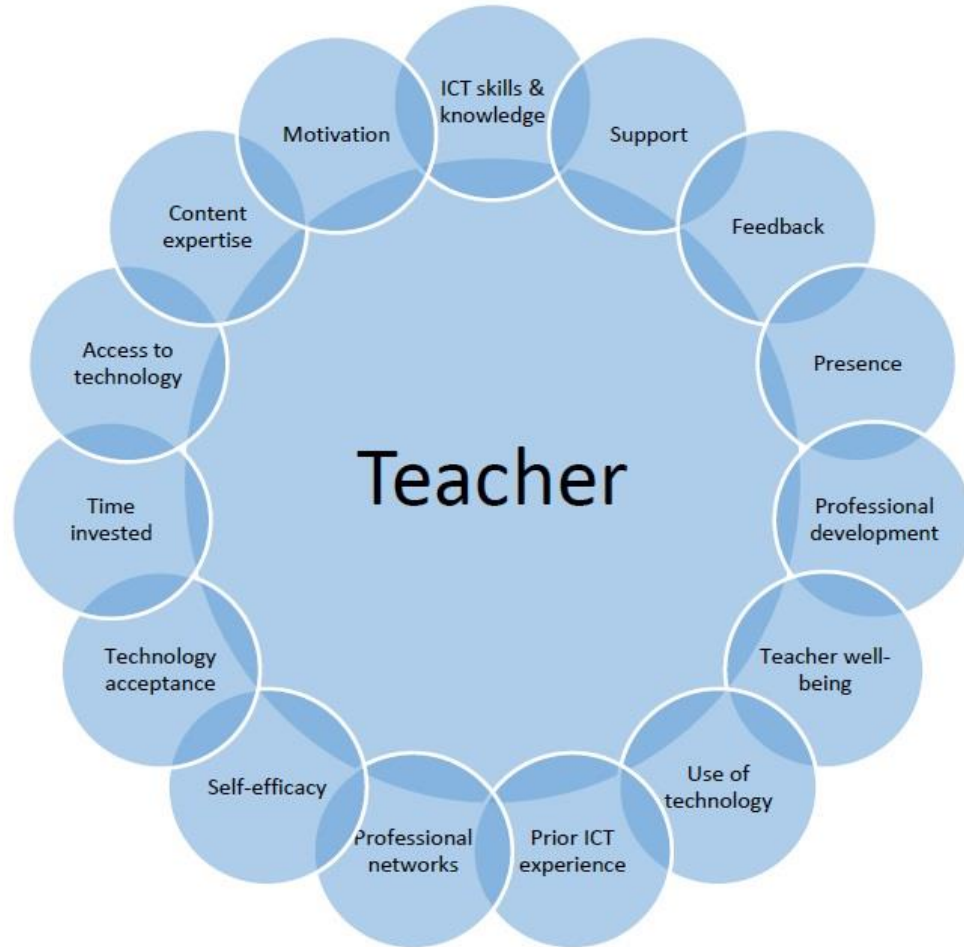 ICT skills &
knowledge
Support
Feedback
Presence
Professional
development
Teacher well-
being
Use of
technology
Prior ICT
experience
Professional
networks
Self-efficacy
Technology
acceptance
Time
invested
Access to
technology
Content
expertise
Motivation
Teacher